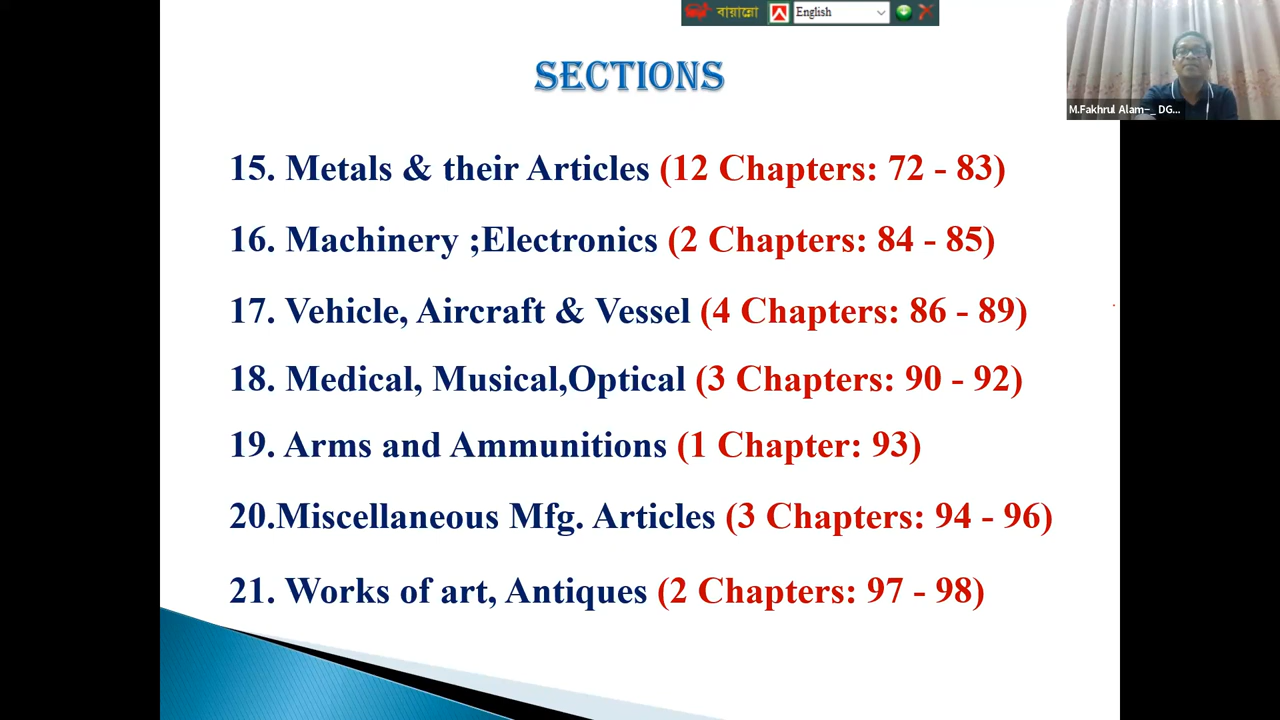 বায়ান্নো English
SECTIONS
M.Fakhrul Alam–_ DG...
15. Metals & their Articles (12 Chapters: 72 - 83)
16. Machinery ;Electronics (2 Chapters: 84 - 85)
17. Vehicle, Aircraft & Vessel (4 Chapters: 86 - 89)
18. Medical, Musical,Optical (3 Chapters: 90 - 92)
19. Arms and Ammunitions (1 Chapter: 93)
20.Miscellaneous Mfg. Articles (3 Chapters: 94 - 96)
21. Works of art, Antiques (2 Chapters: 97 - 98)